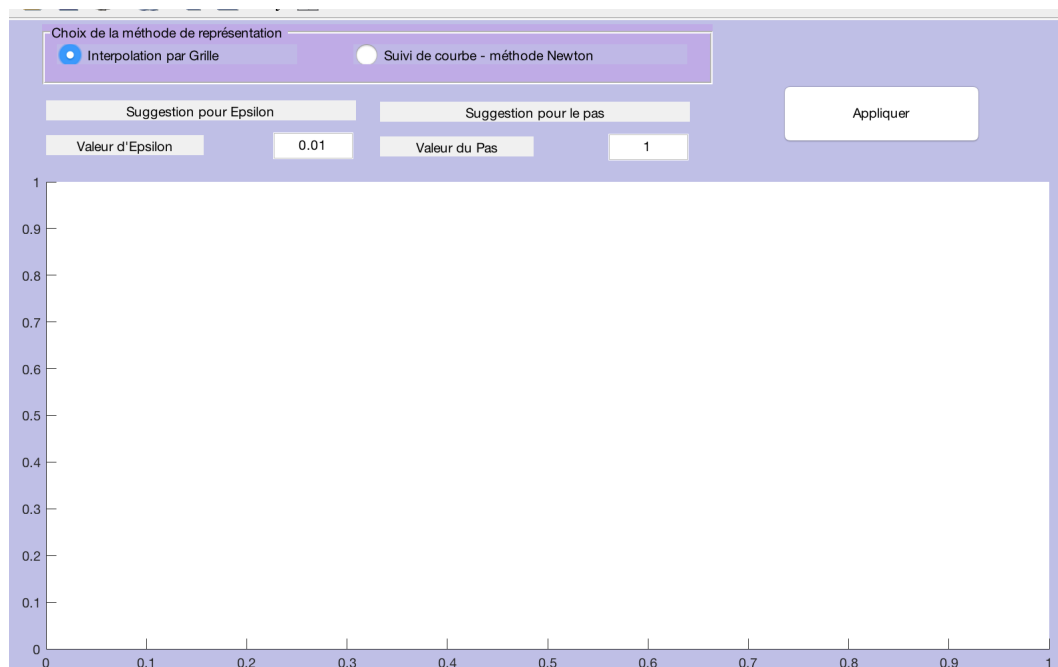 Choix de la méthode de représentation
Interpolation par Grille
Suivi de courbe - méthode Newton
Suggestion pour Epsilon
Suggestion pour le pas
Appliquer
Valeur d'Epsilon
0.01
Valeur du Pas
1
1
0.9
0.8
0.7
0.6
0.5
0.4
0.3
0.2
0.1
0
0 0.1 0.2 0.3 0.4 0.5 0.6 0.7 0.8 0.9 1